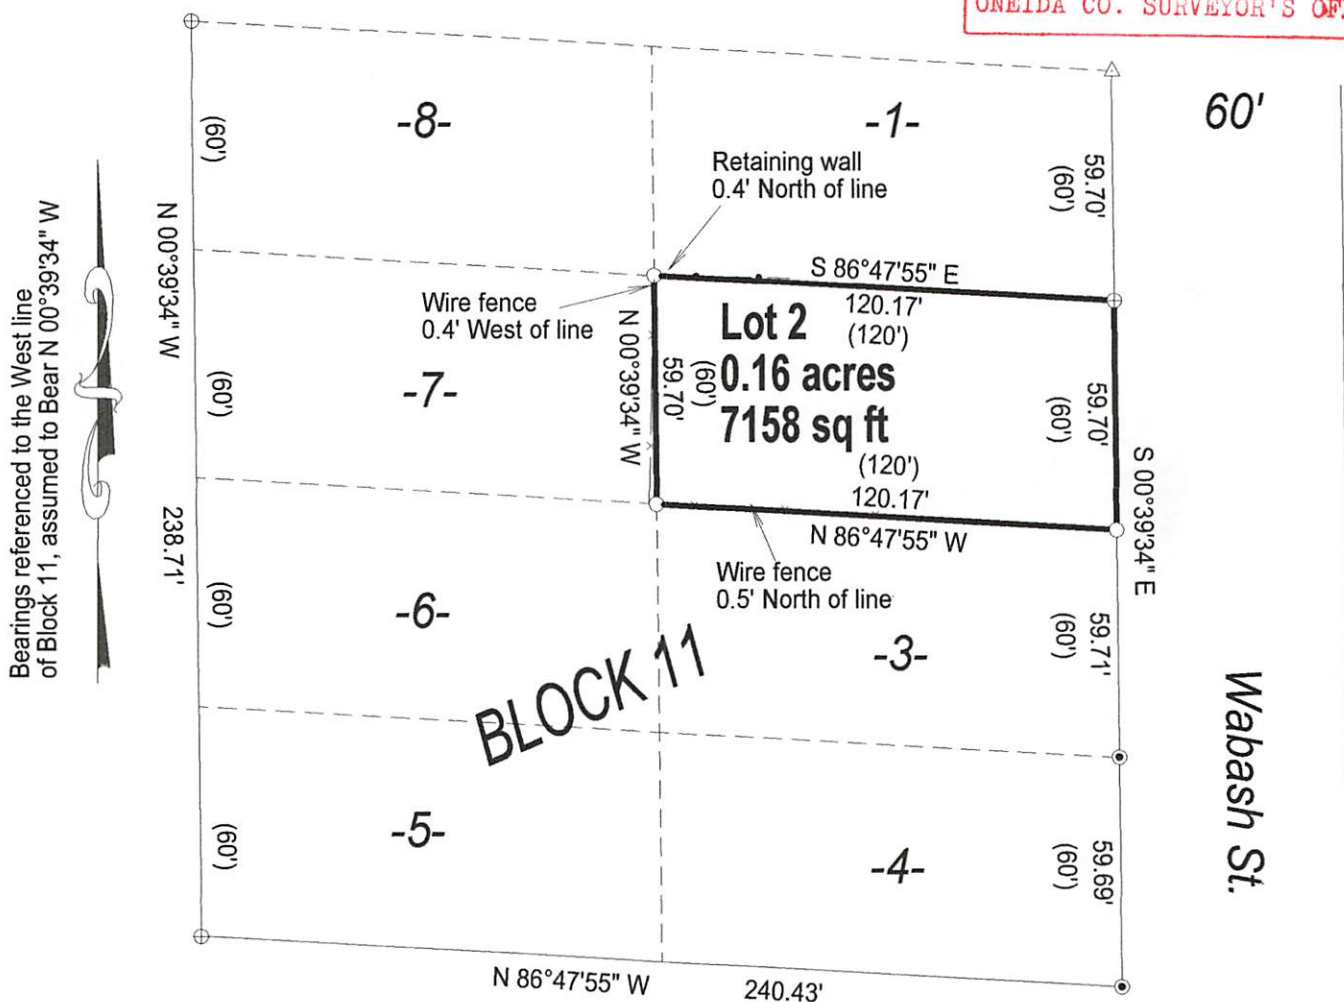 ONEIDA CO. SURVEYOR'S
60'
-8-
-1-
(60')
59.70'
(60')
Retaining wall
0.4' North of line
Bearings referenced to the West line
of Block 11, assumed to Bear N 00°39'34" W
N 00°39'34" W
S 86°47'55" E
120.17'
(120')
Wire fence
0.4' West of line
Lot 2
0.16 acres
7158 sq ft
-7-
(60')
N 00°39'34" W
59.70'
(60')
59.70'
(60')
(120')
120.17'
N 86°47'55" W
S 00°39'34" E
238.71'
Wire fence
0.5' North of line
-6-
(60')
-3-
59.71'
(60')
BLOCK 11
Wabash St.
-5-
(60')
-4-
59.69'
(60')
N 86°47'55" W
240.43'